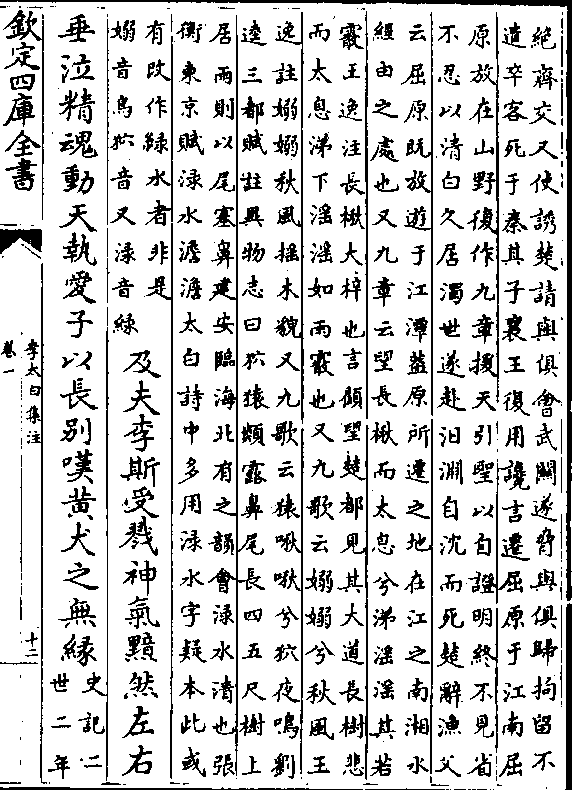 絶齊交又使誘楚請與俱會武關遂脅與俱歸拘留不
遣卒客死于秦其子襄王復用讒言遷屈原于江南屈
原放在山野復作九章援天引聖以自證明終不見省
不忍以清白久居濁世遂赴汨淵自沈而死楚辭漁父
云屈原既放遊于江潭葢原所遷之地在江之南湘水
經由之處也又九章云望長楸而太息兮涕滛滛其若
霰王逸注長楸大梓也言顧望楚都見其大道長樹悲
而太息涕下滛滛如雨霰也又九歌云嫋嫋兮秋風王
逸註嫋嫋秋風揺木貌又九歌云猿啾啾兮狖夜鳴劉
逵三都賦註異物志曰狖猿類露鼻尾長四五尺樹上
居雨則以尾塞鼻建安臨海北有之韻會渌水清也張
衡東京賦渌水澹澹太白詩中多用渌水字疑本此或
有改作緑水者非是
嫋音鳥狖音又渌音緑
及夫李斯受戮神氣黯然左右
垂泣精魂動天執愛子以長别嘆黄犬之無縁
史記二
世二年
欽定四庫全書
李太白集注
卷一
十二